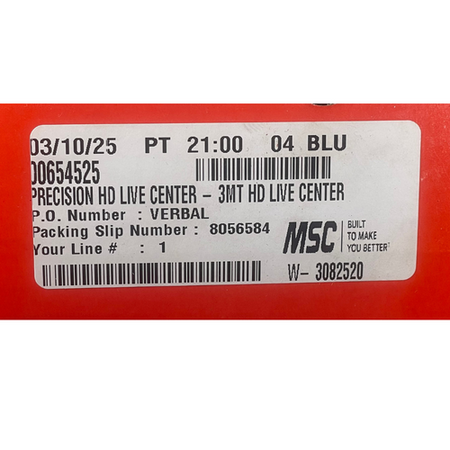 03/10/25 PT 21:00 04 BLU
00654525
PRECISION HD LIVE CENTER - 3MT HD LIVE CENTER
P.O. Number : VERBAL
Packing Slip Number : 8056584
Your Line # : 1
MSC
BUILT
TO MAKE
YOU BETTER
W- 3082520